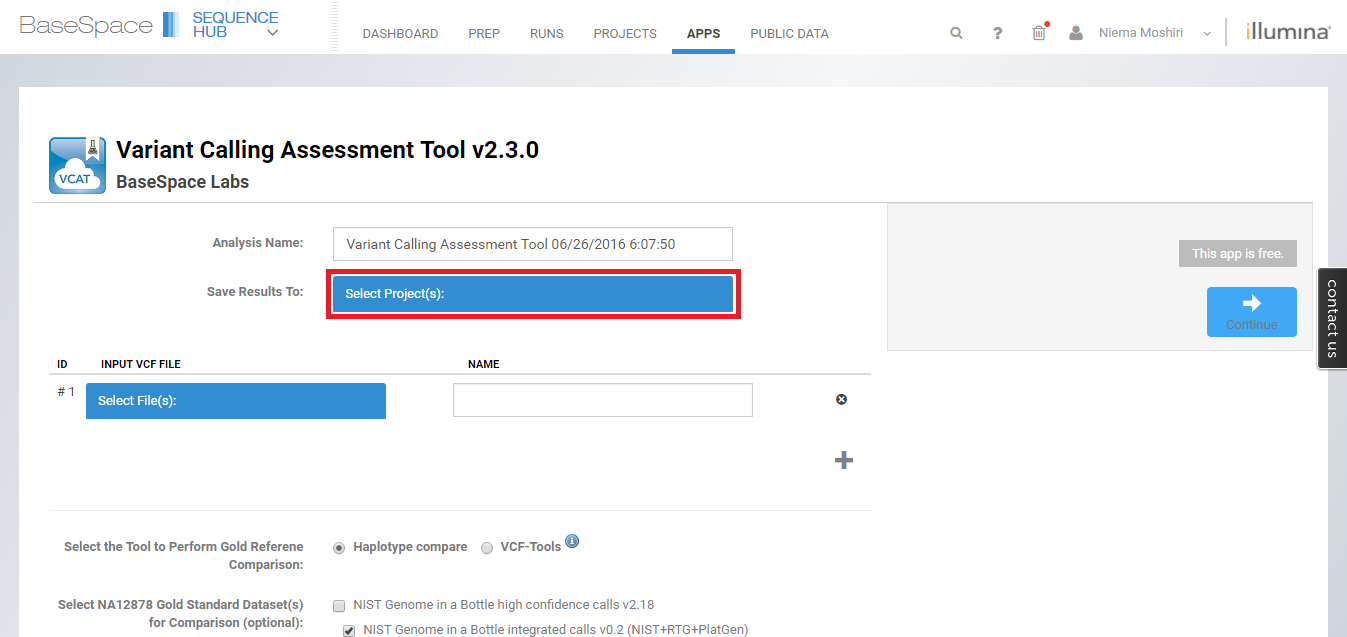 BaseSpace SEQUENCE HUB
DASHBOARD PREP RUNS PROJECTS APPS PUBLIC DATA
? Niema Moshiri illumina®
VCAT
Variant Calling Assessment Tool v2.3.0
BaseSpace Labs
Analysis Name: Variant Calling Assessment Tool 06/26/2016 6:07:50
Save Results To: Select Project(s):
This app is free.
Continue
contact us
ID INPUT VCF FILE NAME
# 1 Select File(s):
Select the Tool to Perform Gold Referene
Comparison:
Haplotype compare VCF-Tools
Select NA12878 Gold Standard Dataset(s)
for Comparison (optional):
NIST Genome in a Bottle high confidence calls v2.18
NIST Genome in a Bottle integrated calls v0.2 (NIST+RTG+PlatGen)